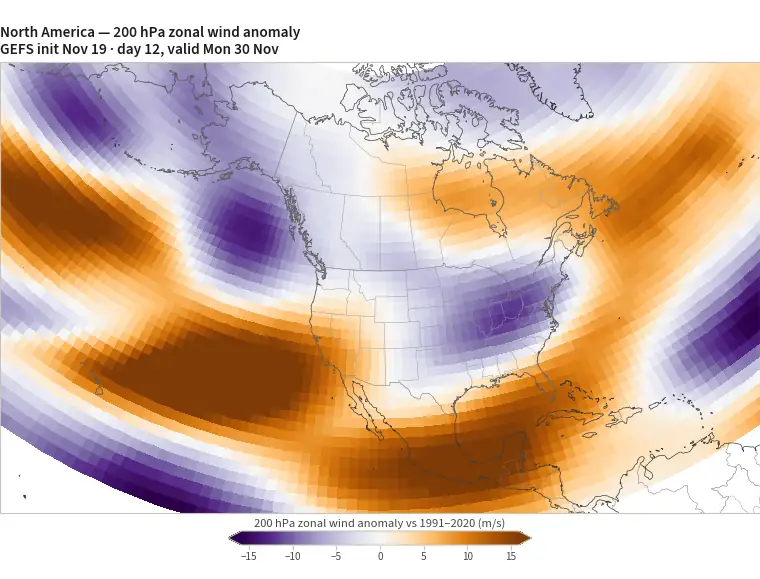 North America — 200 hPa zonal wind anomaly
GEFS init Nov 19 · day 12, valid Mon 30 Nov
200 hPa zonal wind anomaly vs 1991–2020 (m/s)
−15 −10 −5 0 5 10 15